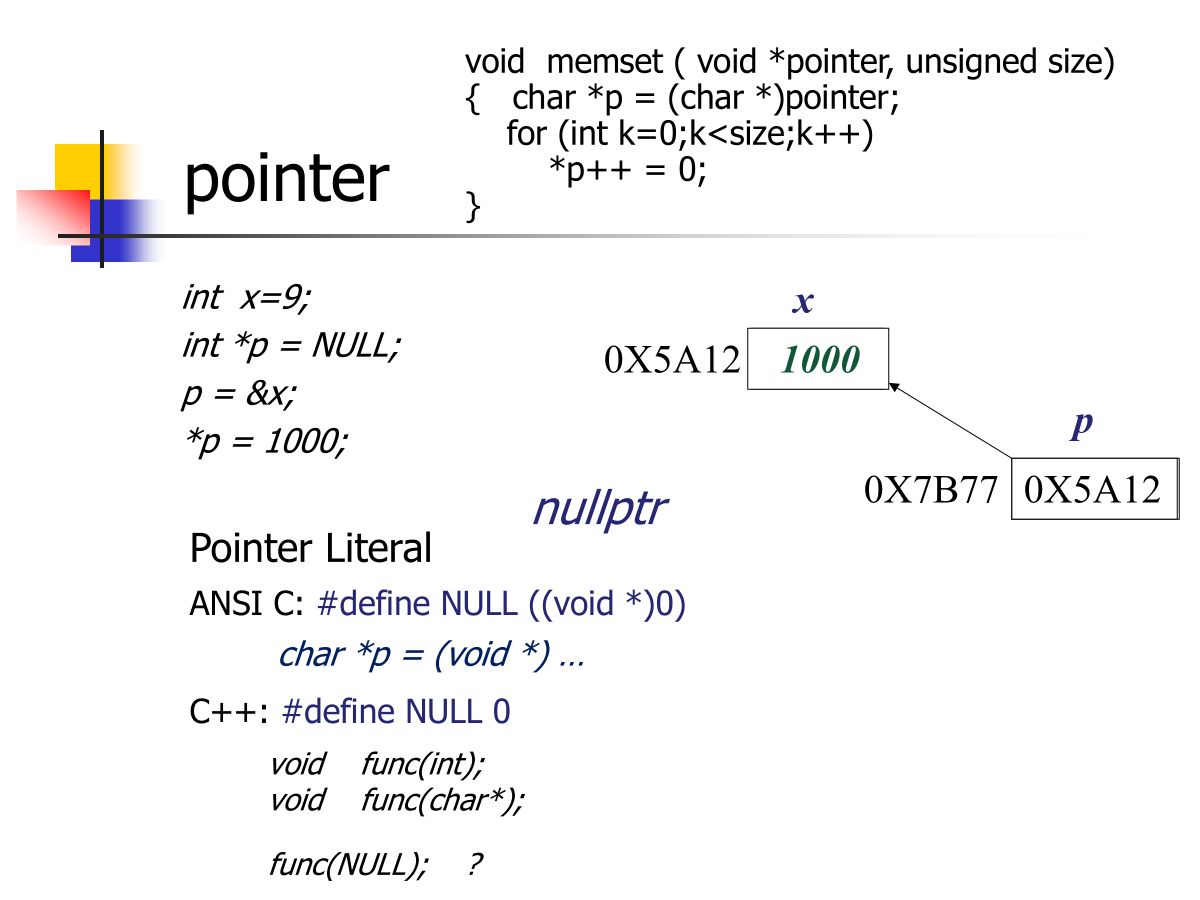 void  memset ( void *pointer, unsigned size)
{   char *p = (char *)pointer;
for (int k=0;k<size;k++)
*p++ = 0;
}
pointer
int  x=9;
int *p = NULL;
p = &x;
*p = 1000;
x
0X5A12 1000
p
0X7B77 0X5A12
nullptr
Pointer Literal
ANSI C: #define NULL ((void *)0)
char *p = (void *) …
C++: #define NULL 0
void    func(int);
void    func(char*);
func(NULL);    ?